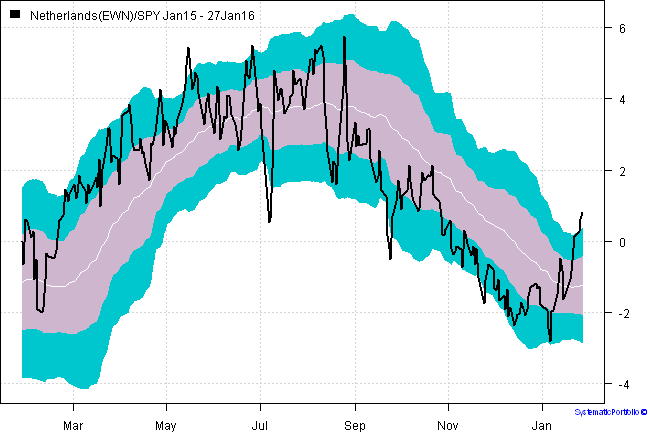 Netherlands(EWN)/SPY Jan15 - 27Jan16
6
4
2
0
-2
-4
Mar May Jul Sep Nov Jan
SystematicPortfolio ©